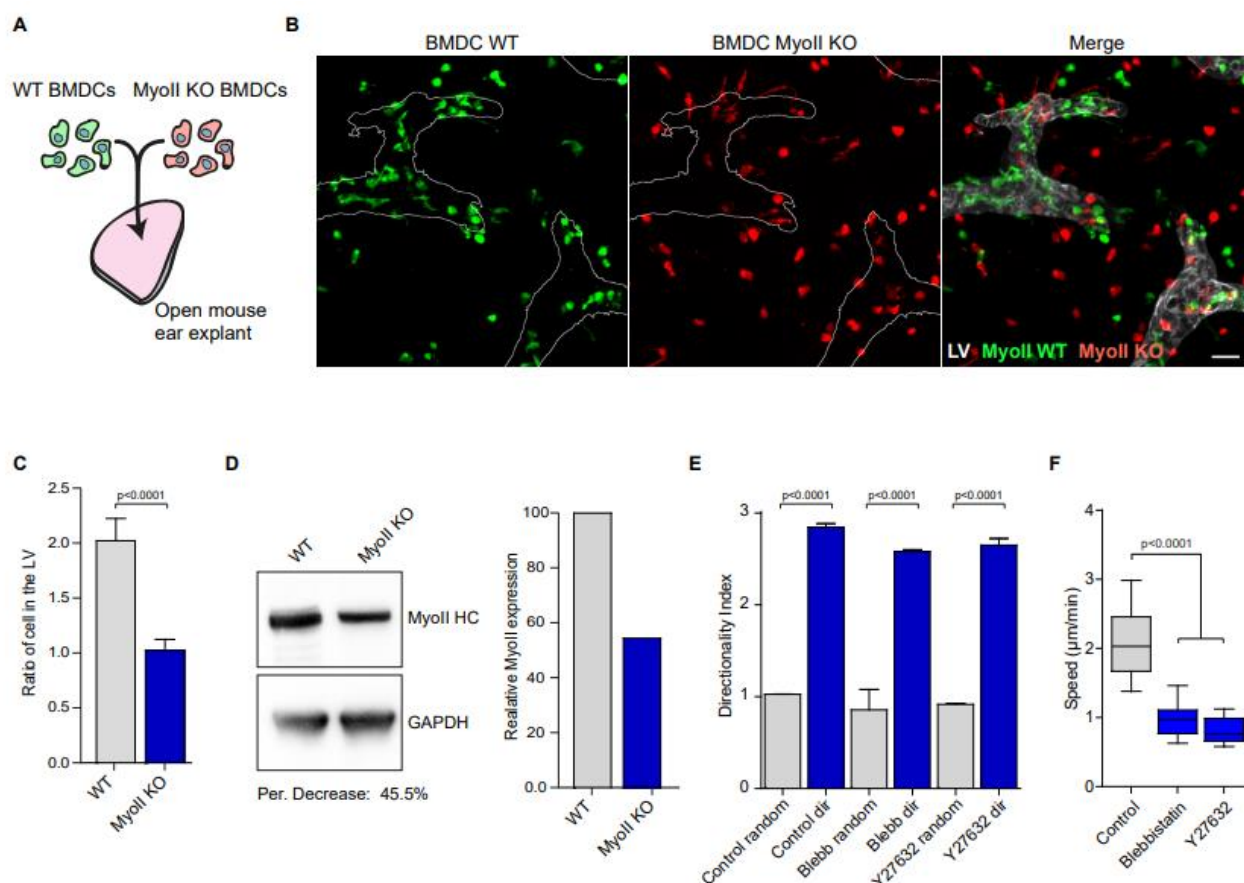 A
WT BMDCs MyoII KO BMDCs
Open mouse
ear explant
B
BMDC WT BMDC MyoII KO Merge
LV MyoII WT MyoII KO
C
p<0.0001
Ratio of cell in the LV
2.5
2.0
1.5
1.0
0.5
0.0
WT
MyoII KO
D
WT
MyoII KO
MyoII HC
GAPDH
Per. Decrease: 45.5%
Realative MyoII expression
100
80
60
40
20
0.0
WT
MyoII KO
E
p<0.0001 p<0.0001 p<0.0001
Directionality Index
3
2
1
0
Control random
Control dir
Blebb random
Blebb dir
Y27632 random
Y27632 dir
F
p<0.0001
Speed (µm/min)
4
3
2
1
0
Control
Blebbistatin
Y27632